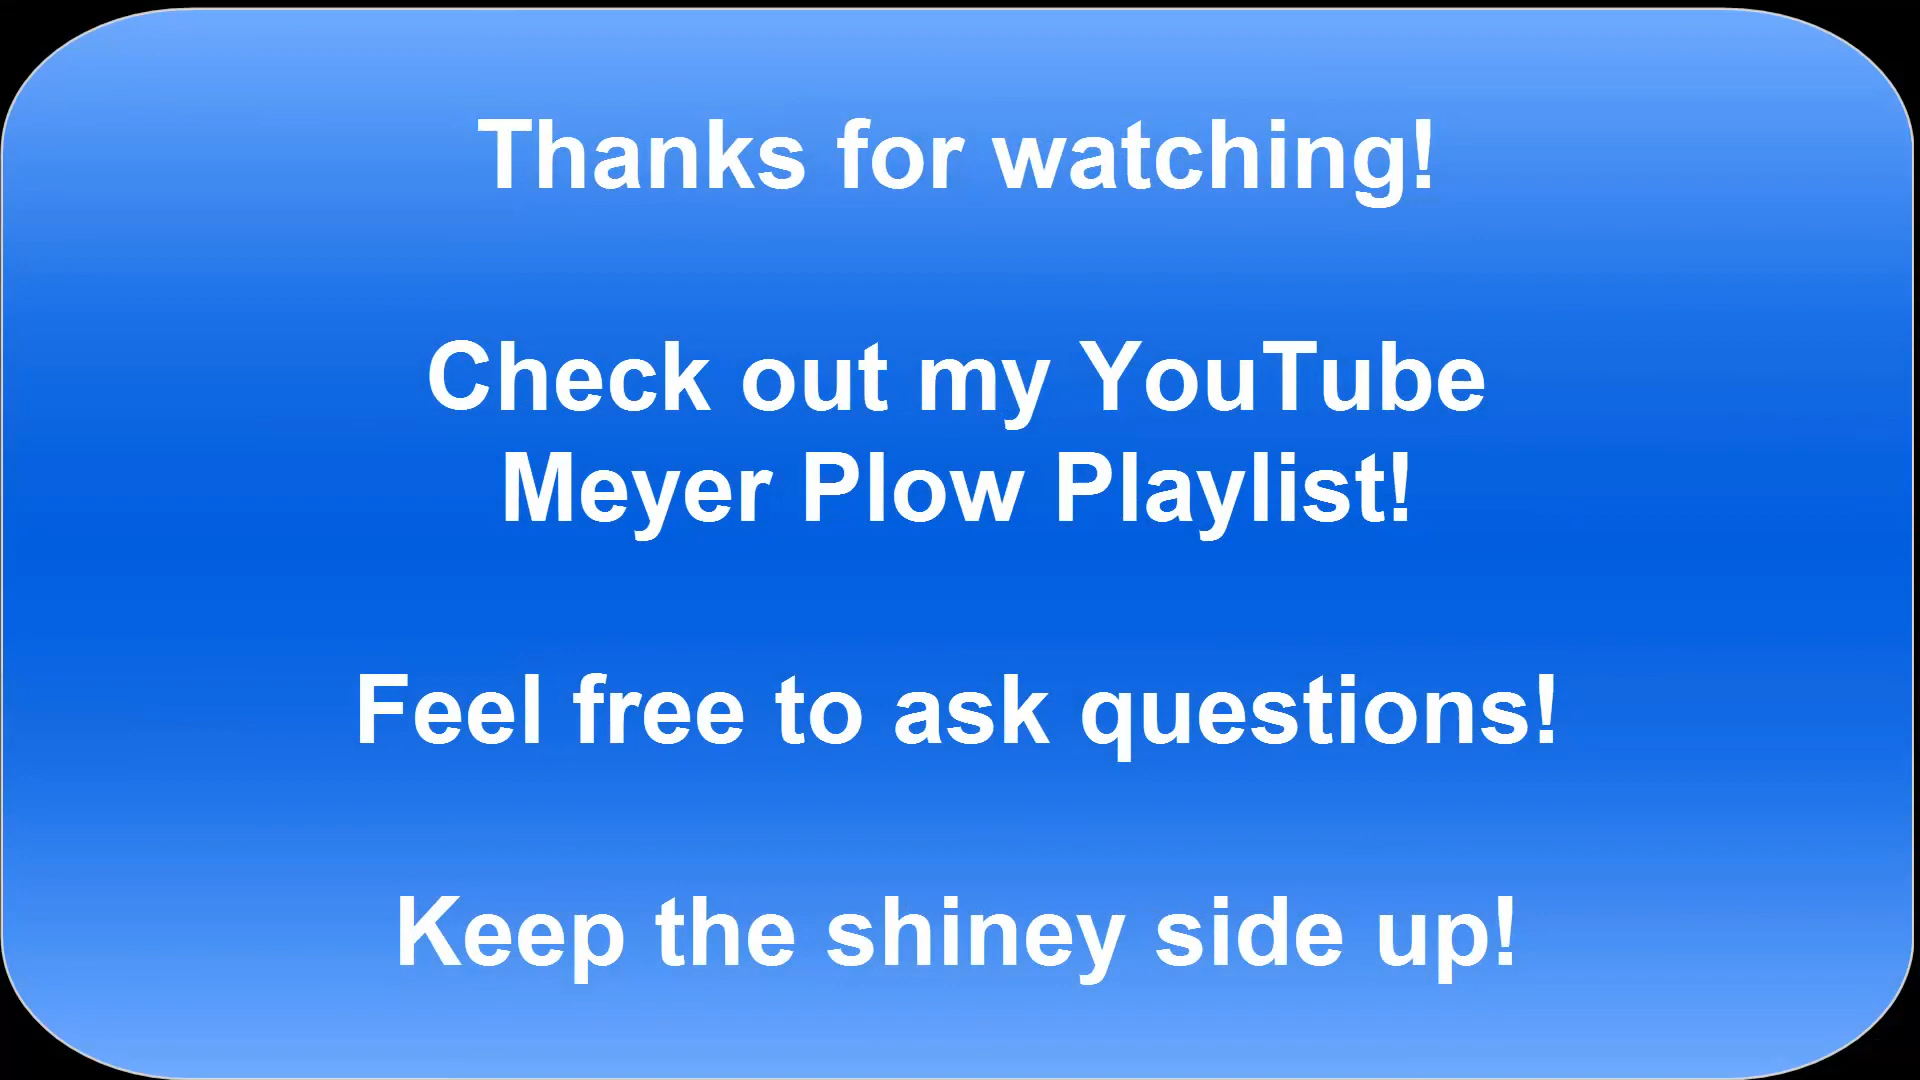 Thanks for watching!
Check out my YouTube
Meyer Plow Playlist!
Feel free to ask questions!
Keep the shiney side up!